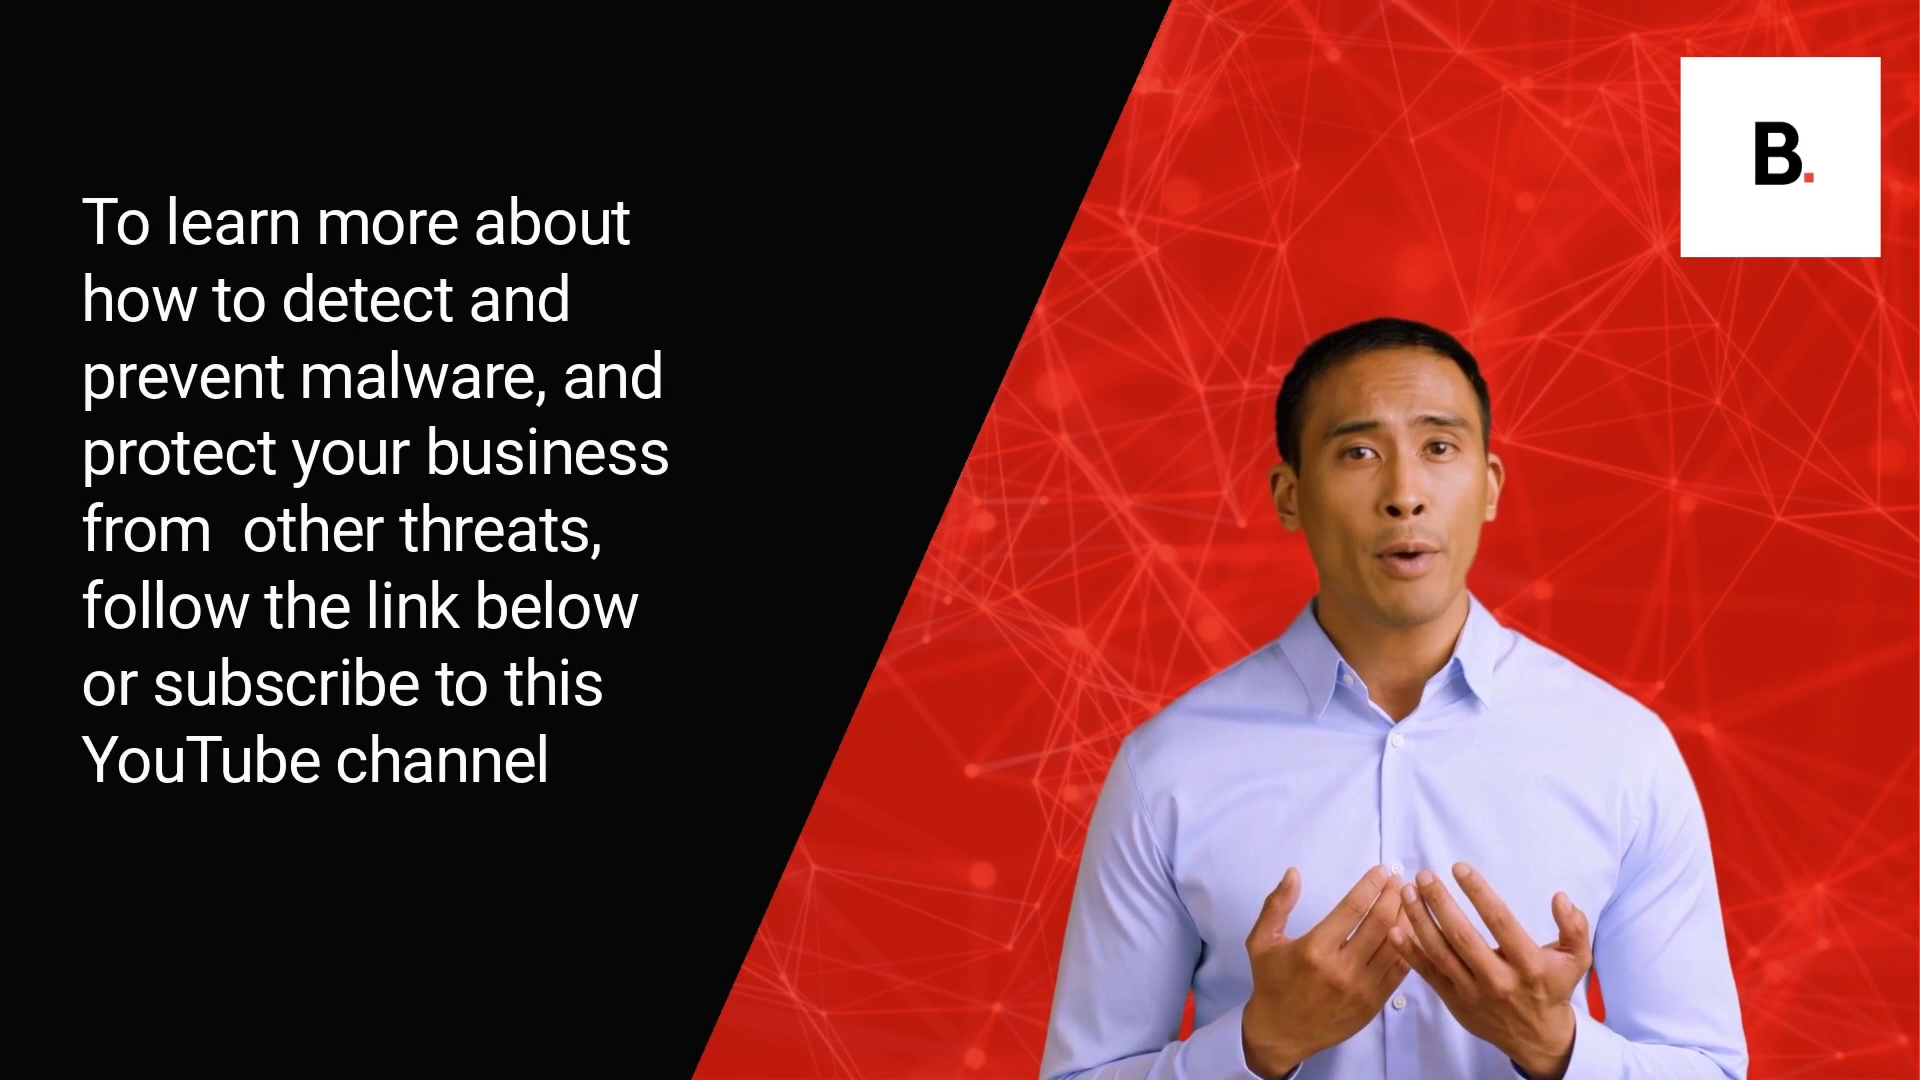 To learn more about
how to detect and
prevent malware, and
protect your business
from  other threats,
follow the link below
or subscribe to this
YouTube channel
B.